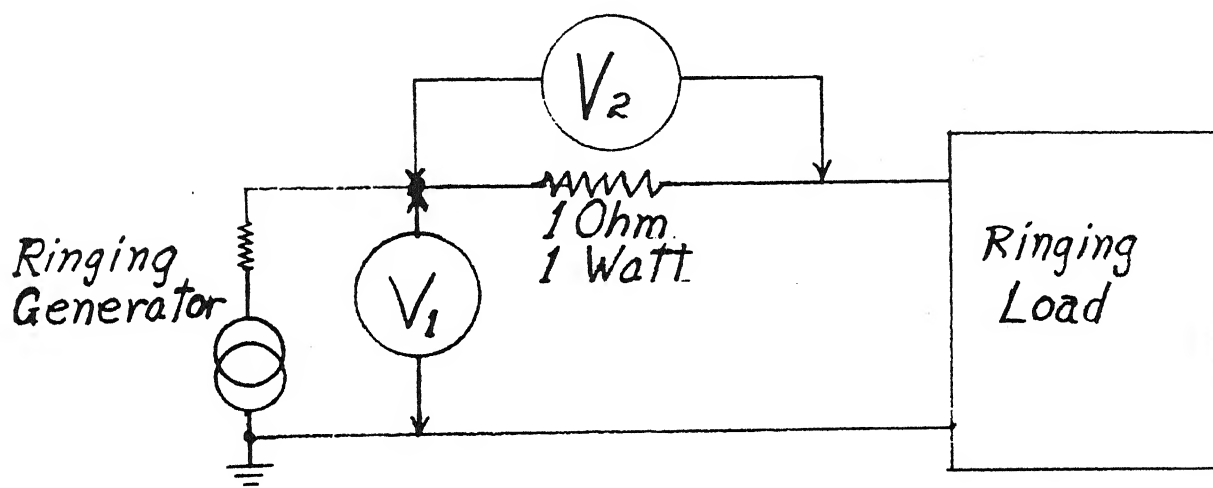 V2
1 Ohm
1 Watt
Ringing
Generator
V1
Ringing
Load